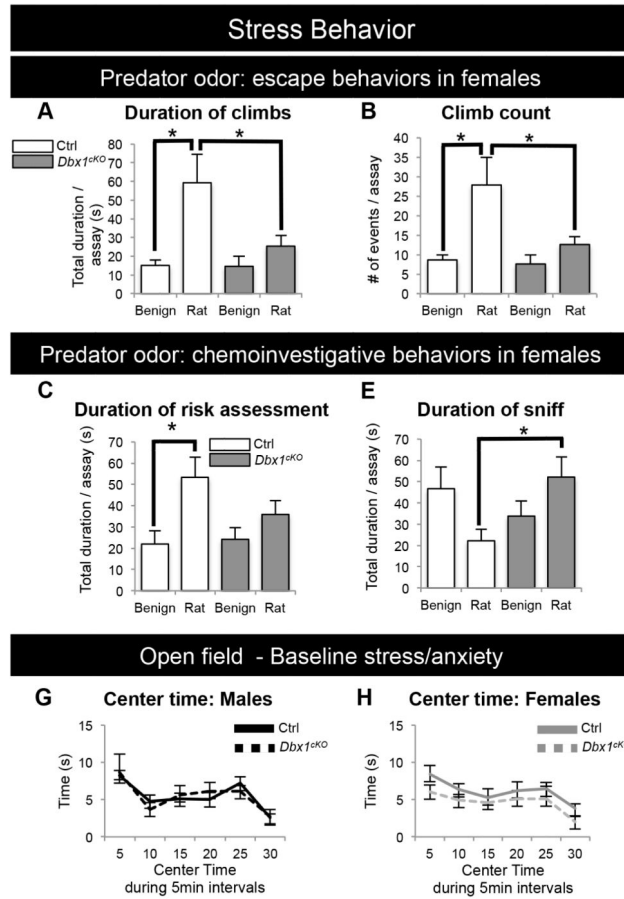 Stress Behavior
Predator odor: escape behaviors in females
A
Duration of climbs
Ctrl
Dbx1cKO
*
*
Total duration /
assay (s)
80
70
60
50
40
30
20
10
0
Benign Rat Benign Rat
B
Climb count
*
*
# of events / assay
40
35
30
25
20
15
10
5
0
Benign Rat Benign Rat
Predator odor: chemoinvestigative behaviors in females
C
Duration of risk assessment
*
Ctrl
Dbx1cKO
Total duration / assay (s)
70
60
50
40
30
20
10
0
Benign Rat Benign Rat
E
Duration of sniff
*
Total duration / assay (s)
70
60
50
40
30
20
10
0
Benign Rat Benign Rat
Open field - Baseline stress/anxiety
G
Center time: Males
Ctrl
Dbx1cKO
Time (s)
15
10
5
0
5 10 15 20 25 30
Center Time
during 5min intervals
H
Center time: Females
Ctrl
Dbx1cKO
Time (s)
15
10
5
0
5 10 15 20 25 30
Center Time
during 5min intervals